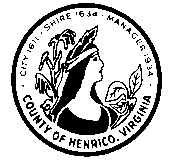 CITY 1611 · SHIRE 1634 · MANAGER 1934
COUNTY OF HENRICO, VIRGINIA